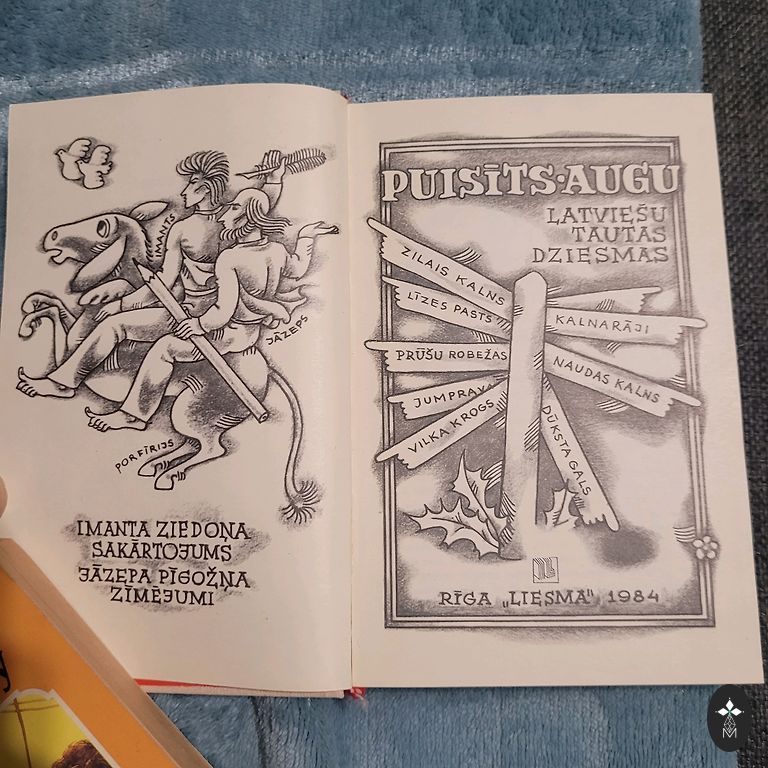 IMANTS
JĀZEPS
PORFĪRIJS
IMANTA ZIEDOŅA
SAKĀRTOJUMS
JĀZEPA PĪGOŽŅA
ZĪMĒJUMI
PUISĪTS·AUGU
LATVIEŠU
TAUTAS
DZIESMAS
ZILAIS KALNS
LĪZES PASTS
PRŪŠU ROBEŽAS
JUMPRAV
VILKA KROGS
KALNARĀJI
NAUDAS KALNS
DŪKSTA GALS
RĪGA „LIESMA” 1984
y
M